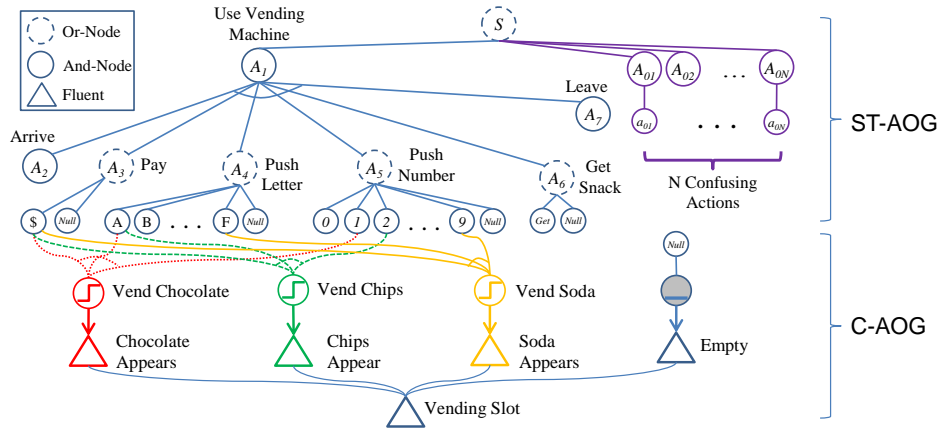 Use Vending
Machine
S
Or-Node
And-Node
Fluent
A1
A01 A02 ... A0N
Leave
A7
a01 ... a0N
ST-AOG
Arrive
A2
A3 Pay
A4 Push
Letter
A5 Push
Number
A6 Get
Snack
N Confusing
Actions
$ Null A B ... F Null 0 1 2 ... 9 Null Get Null
Null
Vend Chocolate
Vend Chips
Vend Soda
C-AOG
Chocolate
Appears
Chips
Appear
Soda
Appears
Empty
Vending Slot